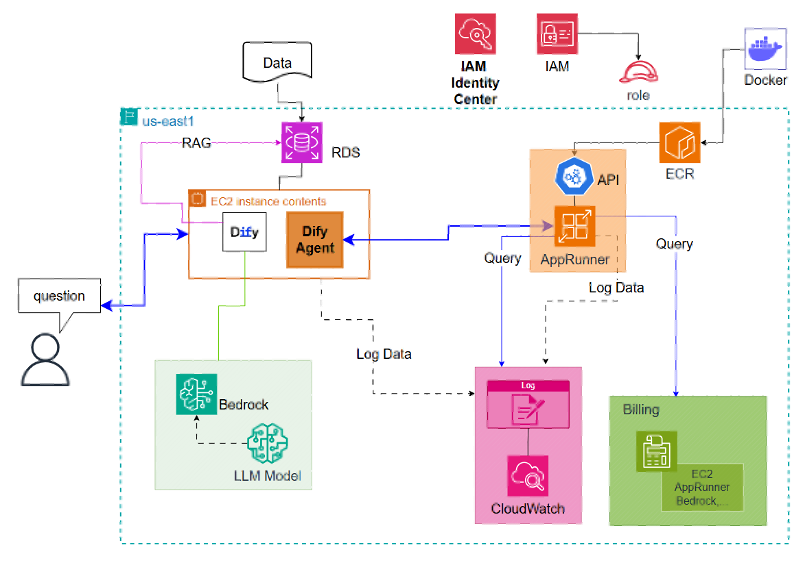 Data
IAM
Identity
Center
IAM
role
Docker
us-east1
RAG
RDS
ECR
API
EC2 instance contents
Dify
Dify
Agent
AppRunner
Query
Query
Log Data
question
Log Data
Bedrock
LLM Model
Log
CloudWatch
Billing
EC2
AppRunner
Bedrock,...